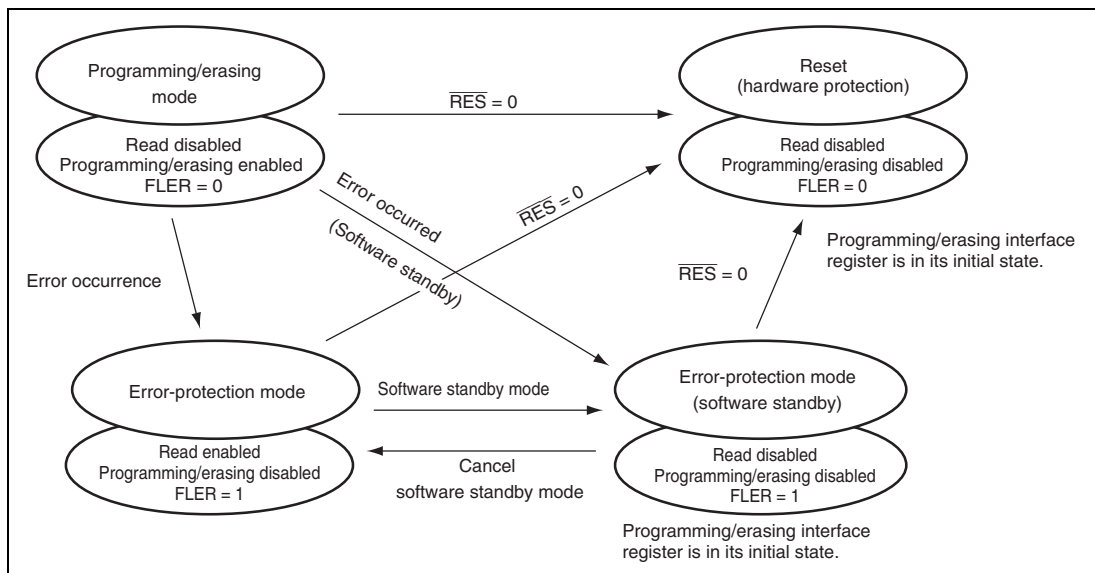 Programming/erasing
mode
Read disabled
Programming/erasing enabled
FLER = 0
R̅E̅S̅ = 0
Reset
(hardware protection)
Read disabled
Programming/erasing disabled
FLER = 0
Programming/erasing interface
register is in its initial state.
Error occurred
(Software standby)
R̅E̅S̅ = 0
R̅E̅S̅ = 0
Error occurrence
Error-protection mode
Read enabled
Programming/erasing disabled
FLER = 1
Software standby mode
Cancel
software standby mode
Error-protection mode
(software standby)
Read disabled
Programming/erasing disabled
FLER = 1
Programming/erasing interface
register is in its initial state.